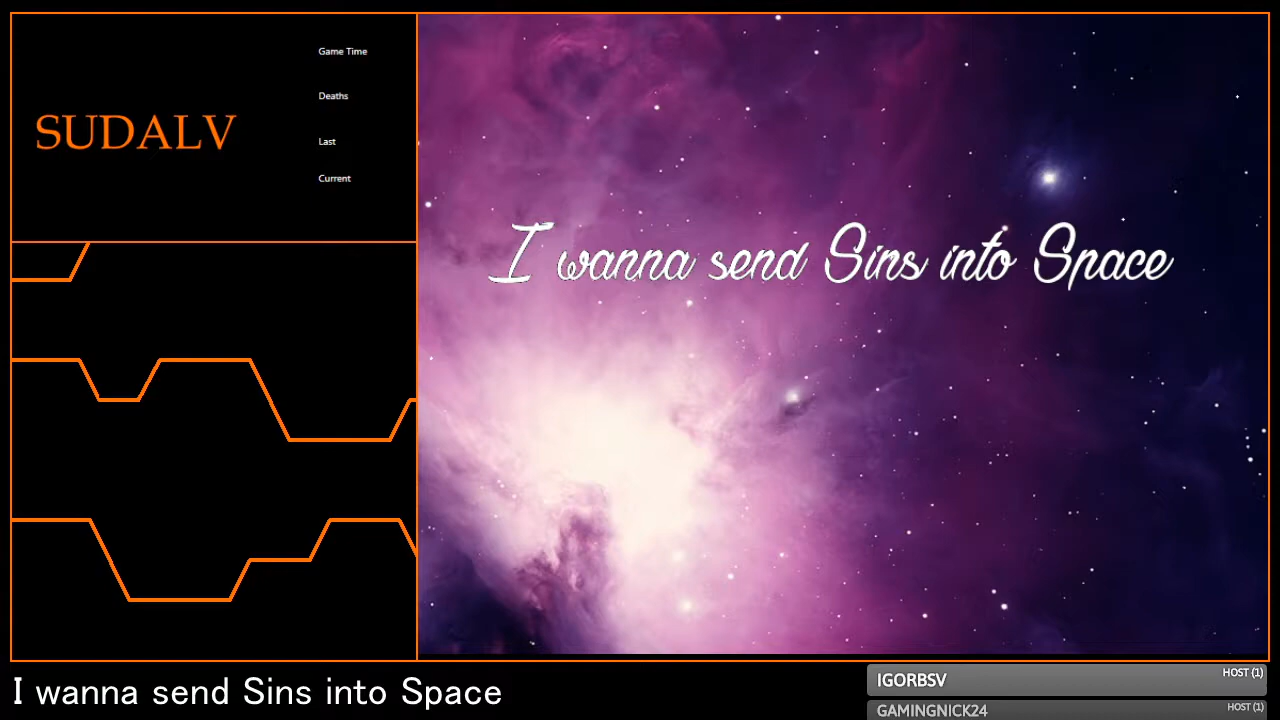 Game Time
Deaths
SUDALV
Last
Current
I wanna send Sins into Space
I wanna send Sins into Space
IGORBSV
HOST (1)
GAMINGNICK24
HOST (1)